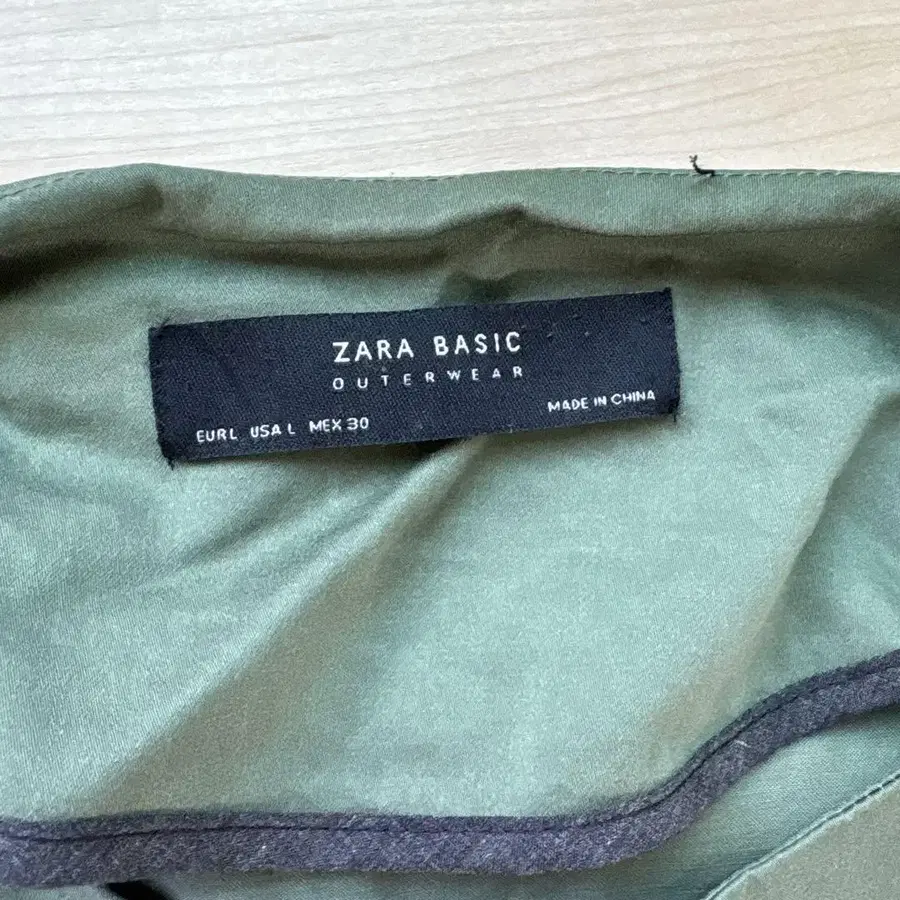 ZARA BASIC
OUTERWEAR
EUR L USA L MEX 30
MADE IN CHINA